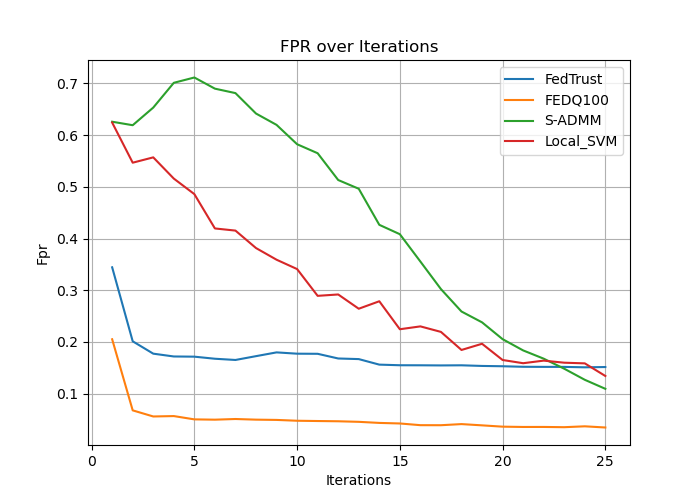 FPR over Iterations
FedTrust
FEDQ100
S-ADMM
Local_SVM
0.7
0.6
0.5
0.4
0.3
0.2
0.1
Fpr
0 5 10 15 20 25
Iterations